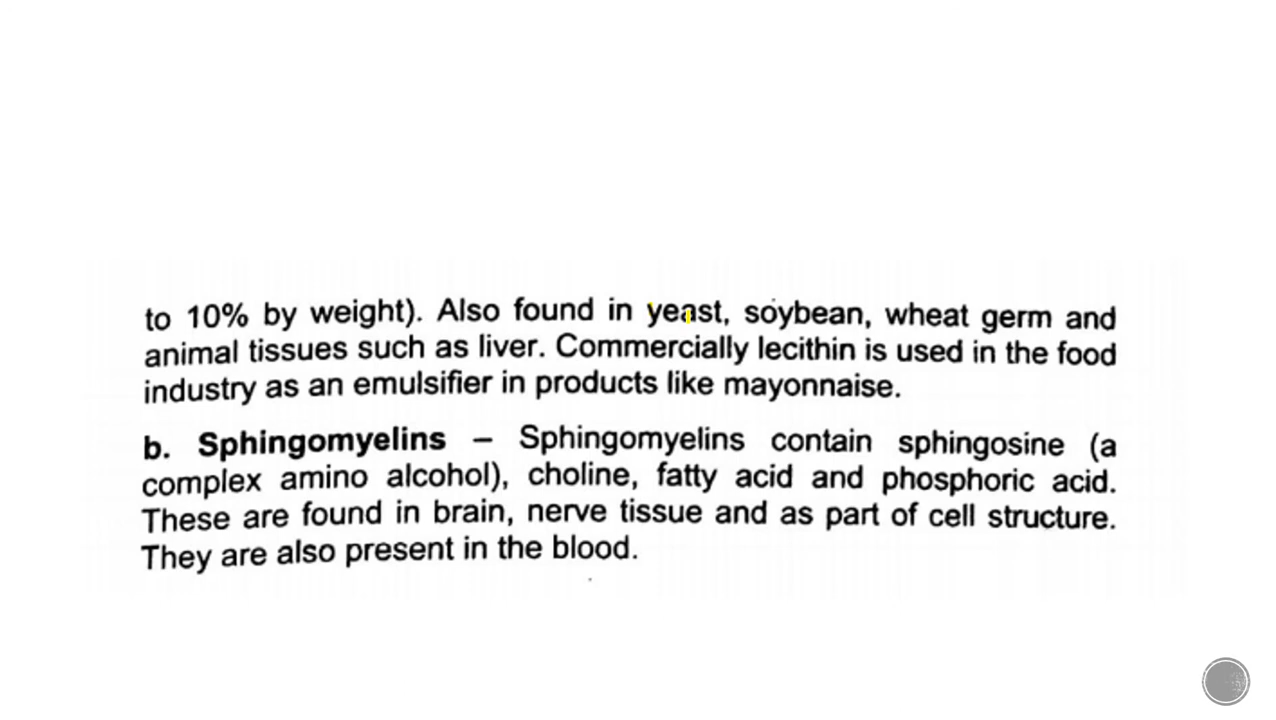 to 10% by weight). Also found in yeast, soybean, wheat germ and
animal tissues such as liver. Commercially lecithin is used in the food
industry as an emulsifier in products like mayonnaise.
b. Sphingomyelins – Sphingomyelins contain sphingosine (a
complex amino alcohol), choline, fatty acid and phosphoric acid.
These are found in brain, nerve tissue and as part of cell structure.
They are also present in the blood.